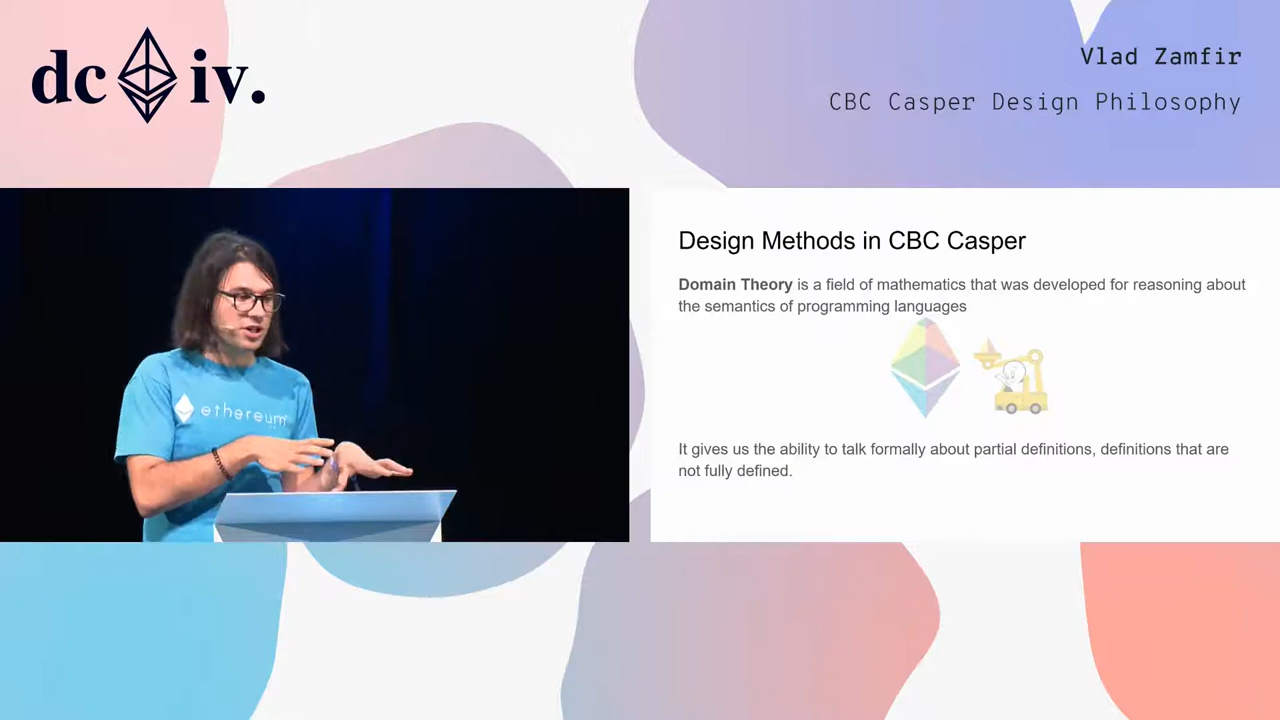 dc iv.
Vlad Zamfir
CBC Casper Design Philosophy
ethereum
Design Methods in CBC Casper
Domain Theory is a field of mathematics that was developed for reasoning about
the semantics of programming languages
It gives us the ability to talk formally about partial definitions, definitions that are
not fully defined.